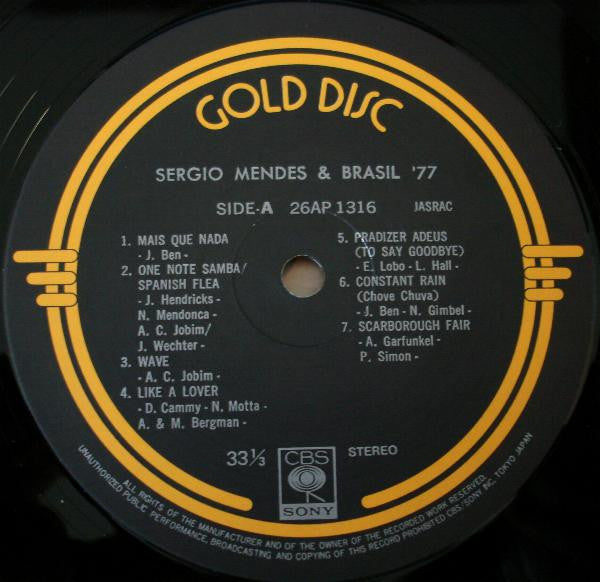 GOLD DISC
SERGIO MENDES & BRASIL '77
SIDE-A 26AP 1316 JASRAC
1. MAIS QUE NADA
- J. Ben -
2. ONE NOTE SAMBA/
SPANISH FLEA
- J. Hendricks -
N. Mendonca -
A. C. Jobim/
J. Wechter -
3. WAVE
- A. C. Jobim -
4. LIKE A LOVER
- D. Cammy - N. Motta -
A. & M. Bergman -
5. PRADIZER ADEUS
(TO SAY GOODBYE)
- E. Lobo - L. Hall -
6. CONSTANT RAIN
(Chove Chuva)
- J. Ben - N. Gimbel -
7. SCARBOROUGH FAIR
- A. Garfunkel -
P. Simon -
33⅓ CBS STEREO
SONY
ALL RIGHTS OF THE MANUFACTURER AND OF THE OWNER OF THE RECORDED WORK RESERVED.
UNAUTHORIZED PUBLIC PERFORMANCE, BROADCASTING AND COPYING OF THIS RECORD PROHIBITED CBS/SONY INC. TOKYO JAPAN